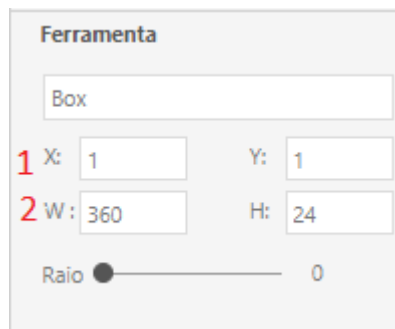 Ferramenta
Box
1 X: 1 Y: 1
2 W : 360 H: 24
Raio 0